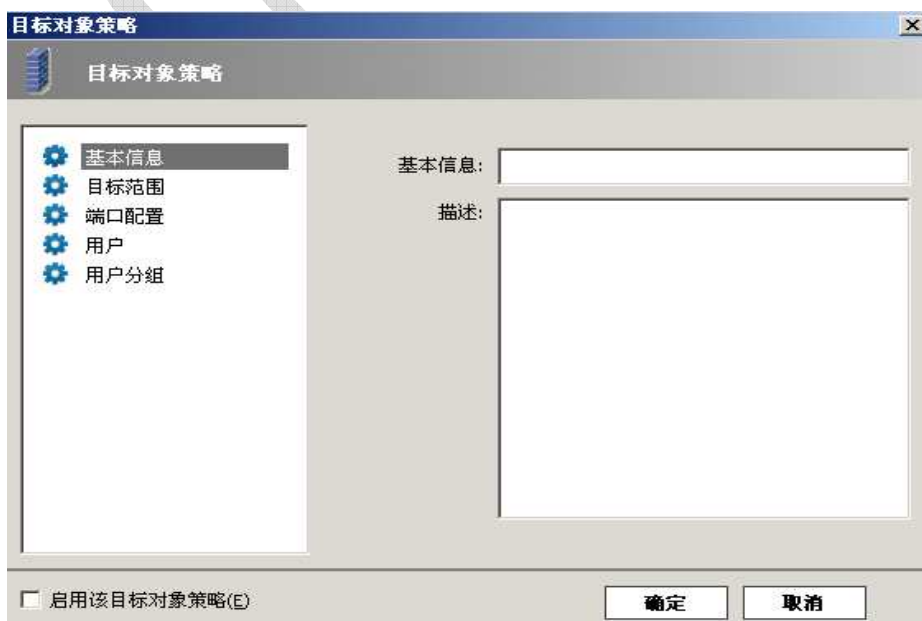 目标对象策略
目标对象策略
基本信息
目标范围
端口配置
用户
用户分组
基本信息:
描述:
启用该目标对象策略(E)
确定
取消